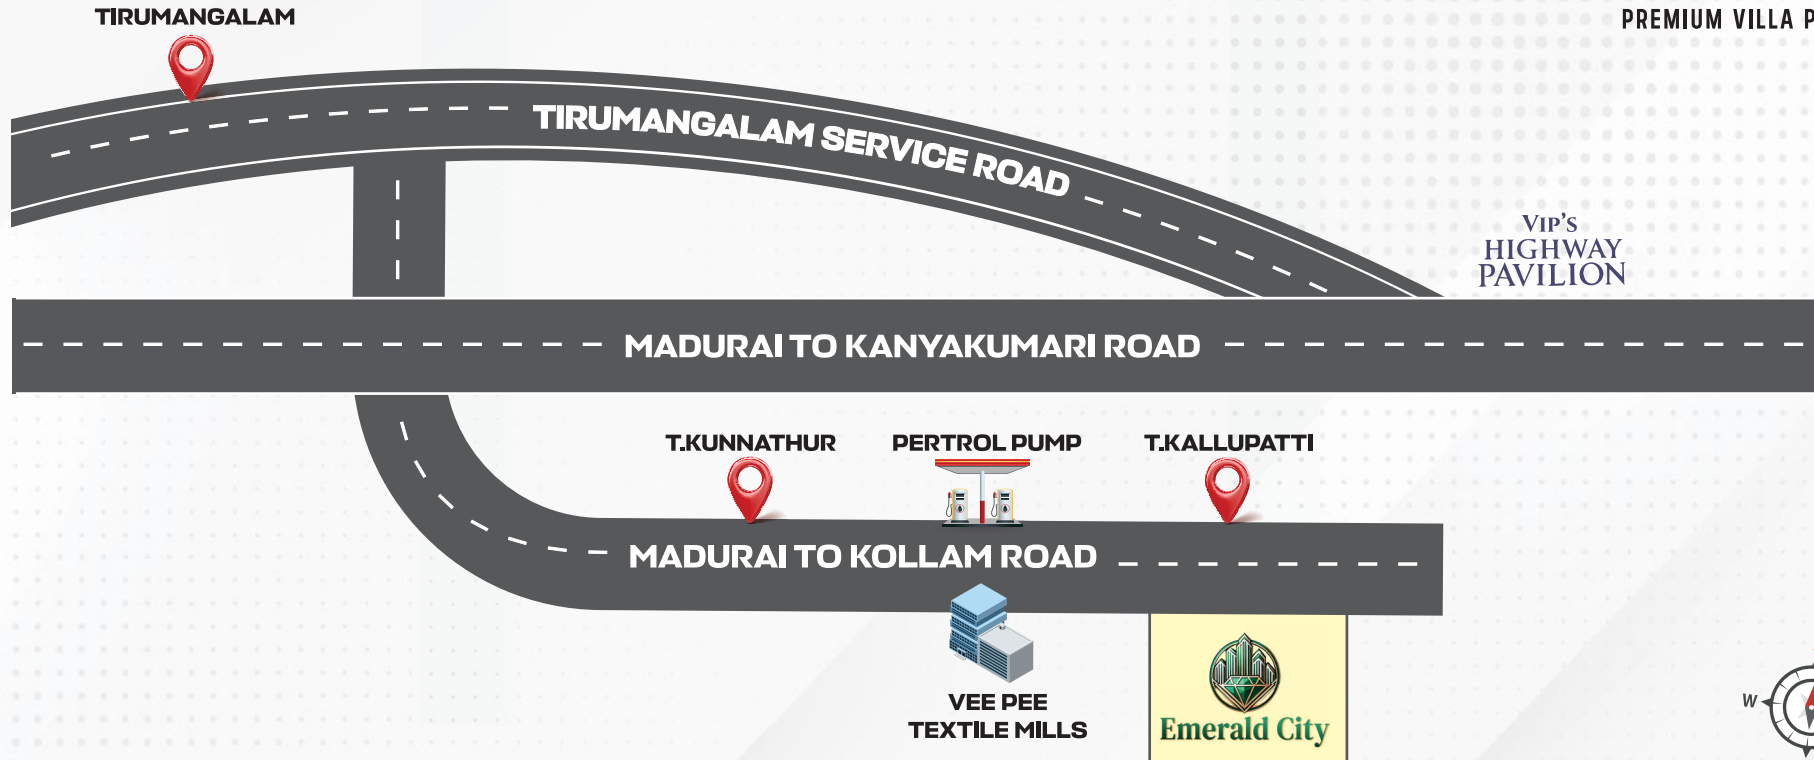 TIRUMANGALAM
PREMIUM VILLA P
TIRUMANGALAM SERVICE ROAD
VIP'S
HIGHWAY
PAVILION
MADURAI TO KANYAKUMARI ROAD
T.KUNNATHUR
PERTROL PUMP
T.KALLUPATTI
MADURAI TO KOLLAM ROAD
VEE PEE
TEXTILE MILLS
Emerald City
W